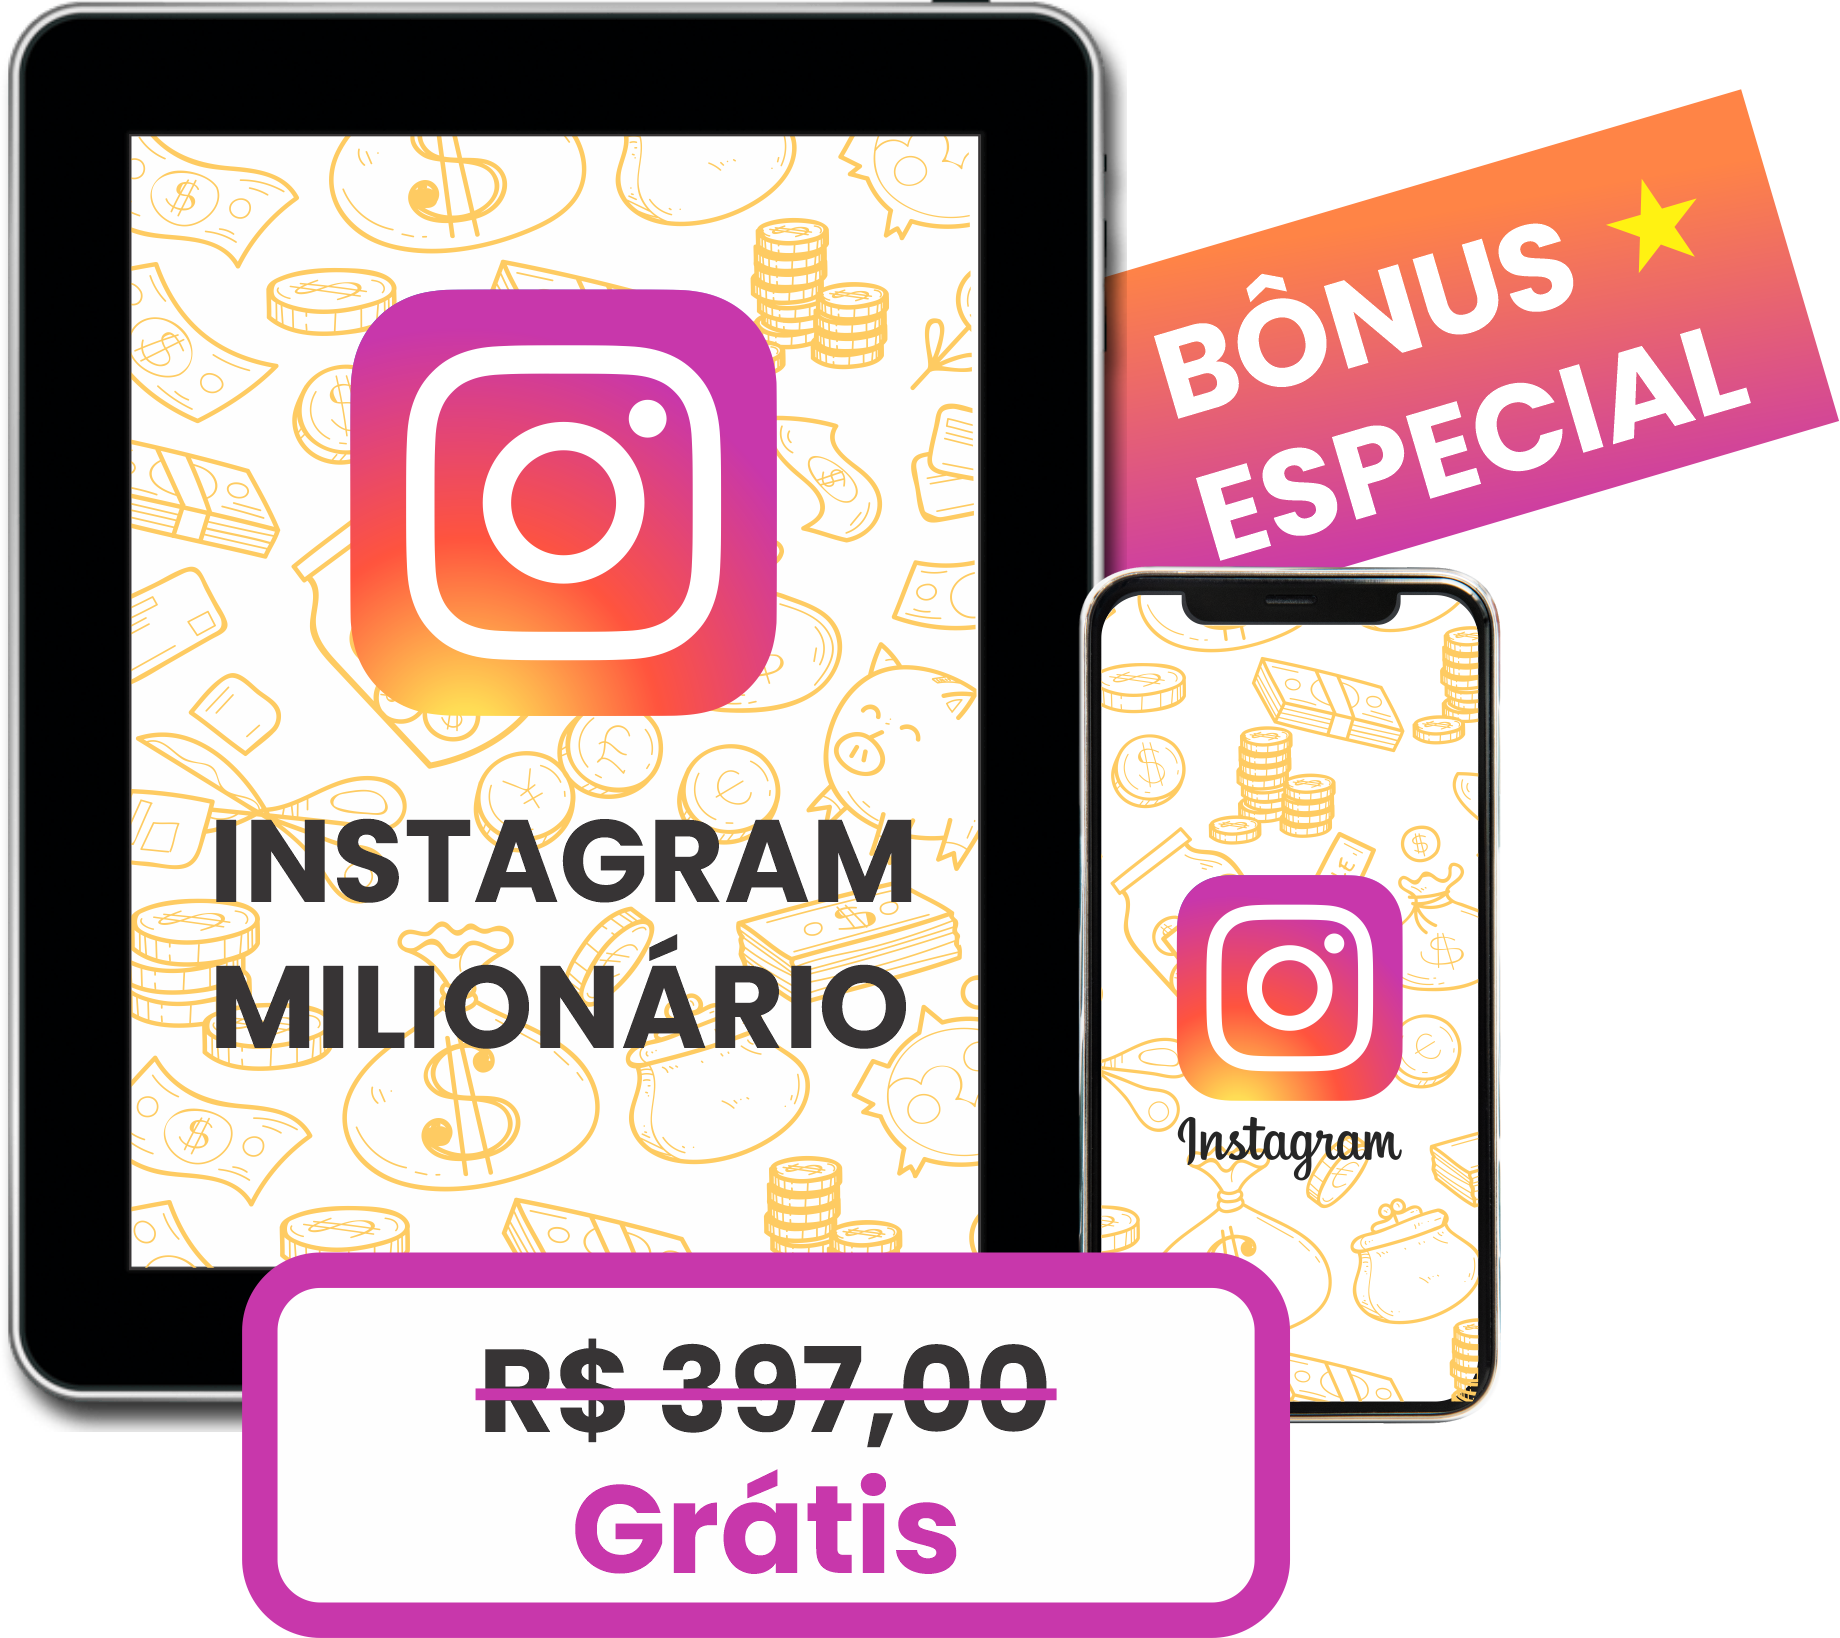 BÔNUS
ESPECIAL
INSTAGRAM
MILIONÁRIO
Instagram
R$ 397,00
Grátis